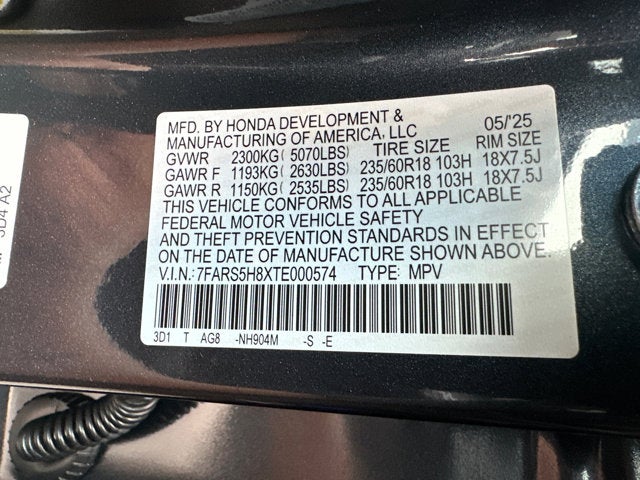 MFD. BY HONDA DEVELOPMENT &
MANUFACTURING OF AMERICA, LLC 05/'25
GVWR 2300KG( 5070LBS) TIRE SIZE RIM SIZE
GAWR F 1193KG( 2630LBS) 235/60R18 103H 18X7.5J
GAWR R 1150KG( 2535LBS) 235/60R18 103H 18X7.5J
THIS VEHICLE CONFORMS TO ALL APPLICABLE
FEDERAL MOTOR VEHICLE SAFETY
AND THEFT PREVENTION STANDARDS IN EFFECT
ON THE DATE OF MANUFACTURE SHOWN ABOVE.
V.I.N.:7FARS5H8XTE000574 TYPE: MPV
3D1 T AG8 -NH904M -S -E
3D4 A2